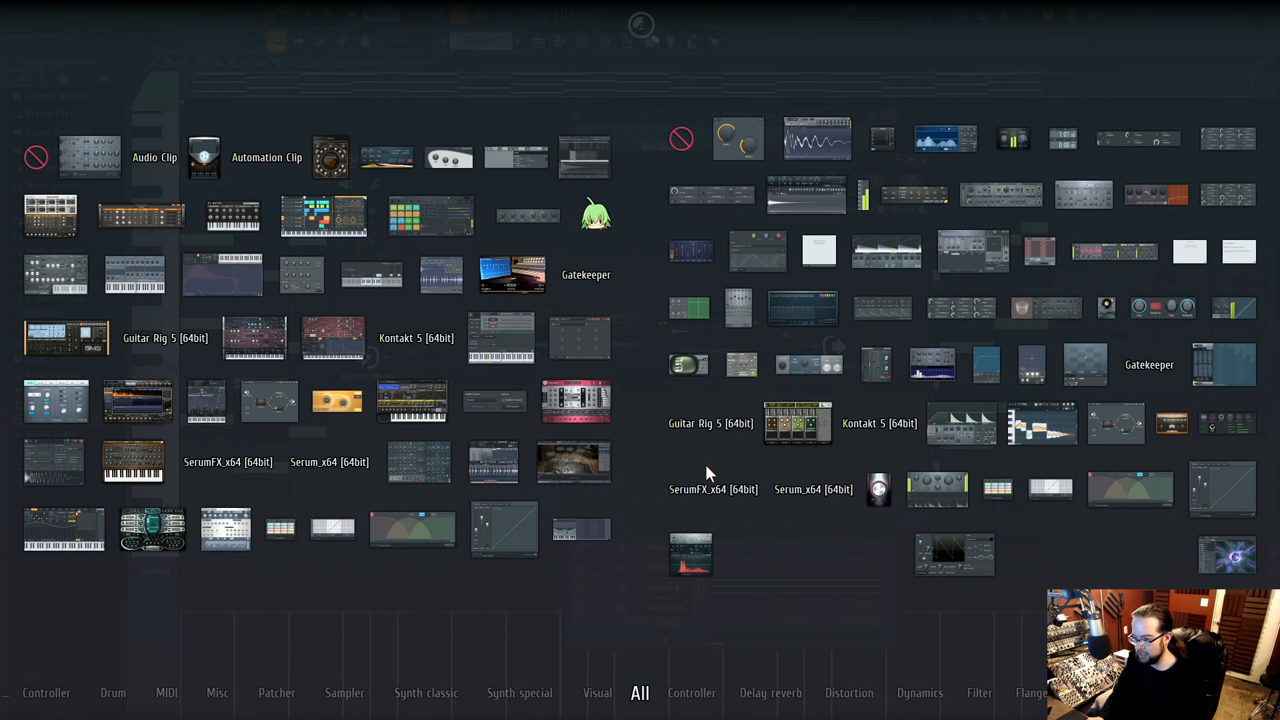 Audio Clip
Automation Clip
Gatekeeper
Guitar Rig 5 [64bit]
Kontakt 5 [64bit]
SerumFX_x64 [64bit]
Serum_x64 [64bit]
Gatekeeper
Guitar Rig 5 [64bit]
Kontakt 5 [64bit]
SerumFX_x64 [64bit]
Serum_x64 [64bit]
... Controller Drum MIDI Misc Patcher Sampler Synth classic Synth special Visual All Controller Delay reverb Distortion Dynamics Filter Flange